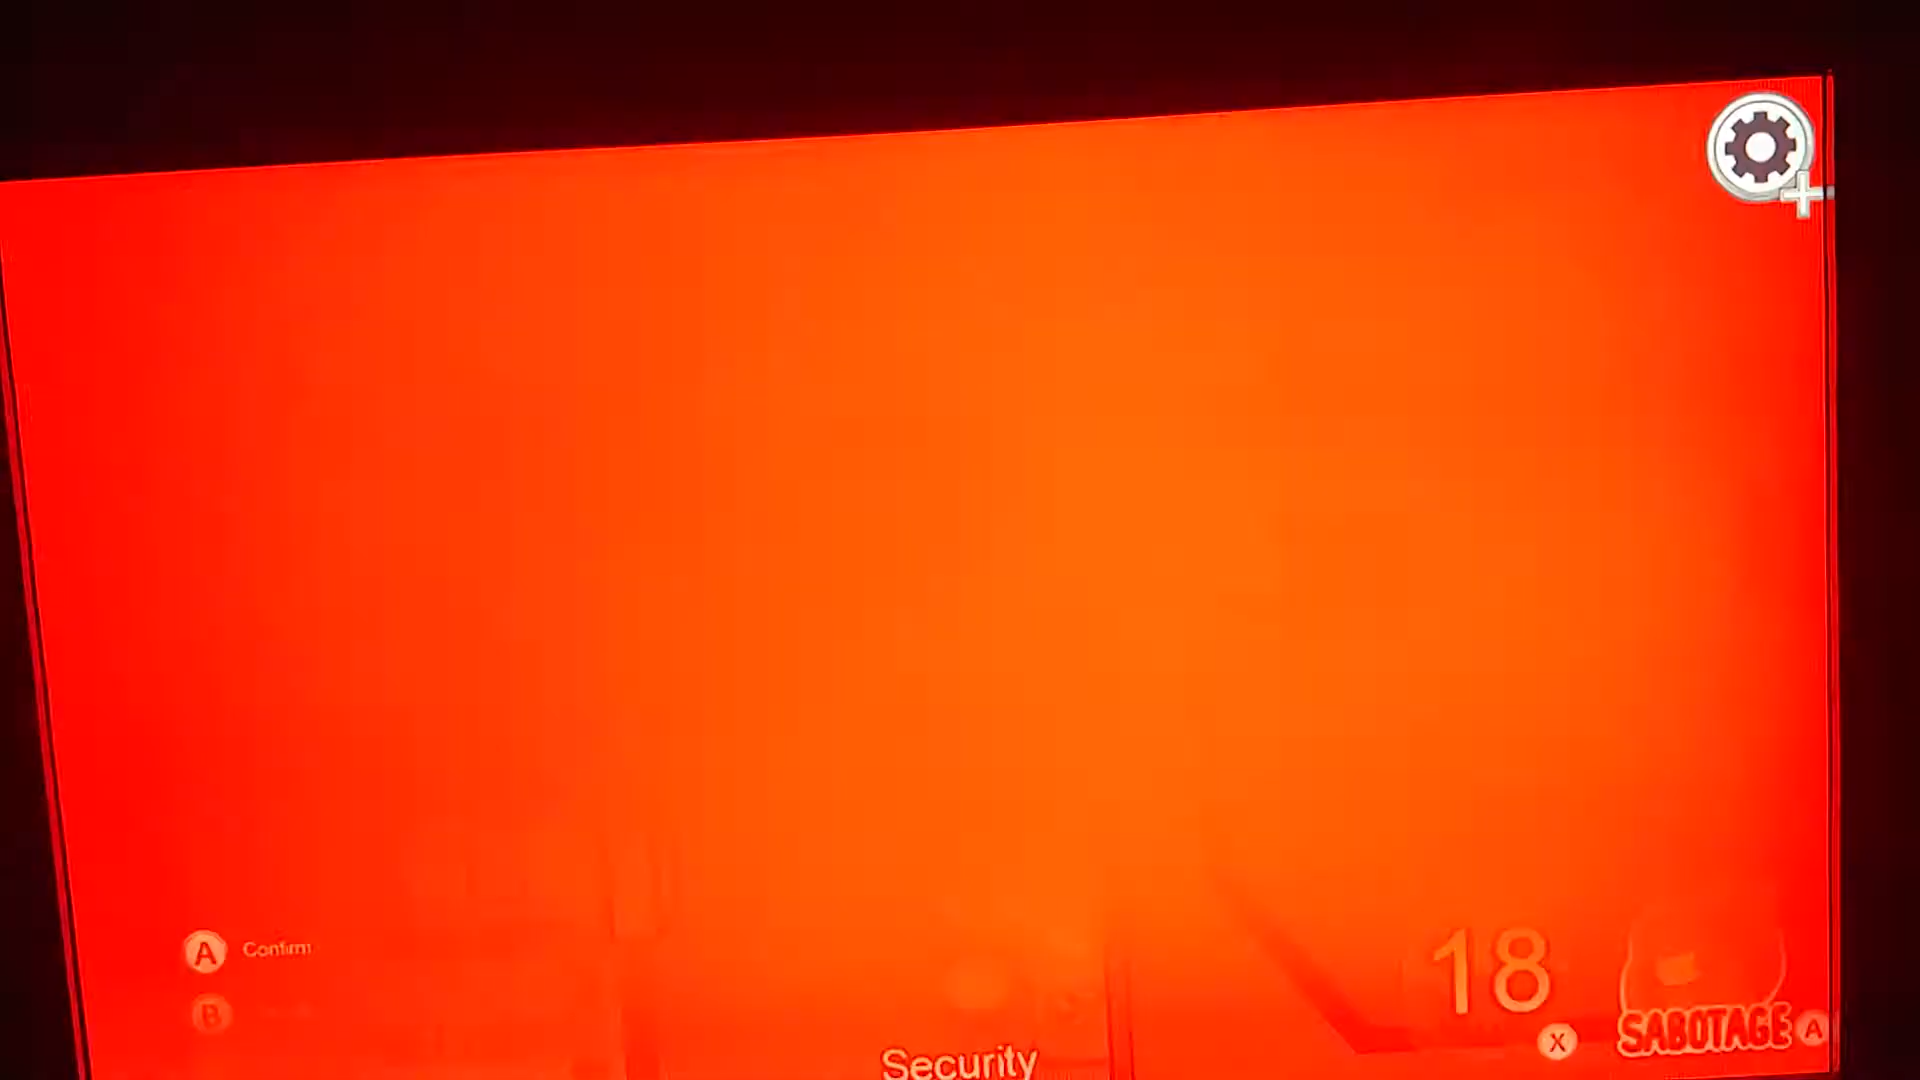 A Confirm
B
18
X
SABOTAGE A
Security